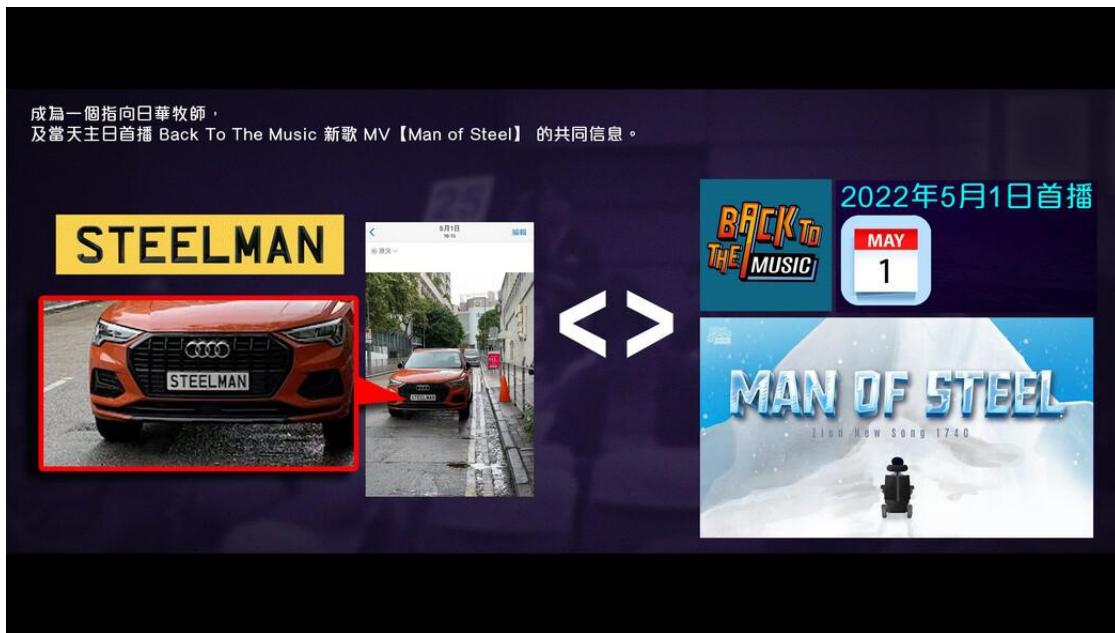 成為一個指向日華牧師，
及當天主日首播 Back To The Music 新歌 MV【Man of Steel】 的共同信息。
STEELMAN
STEELMAN
5月1日
16:15
編輯
STEELMAN
<>
BACK TO
THE MUSIC
2022年5月1日首播
MAY
1
MAN OF STEEL
Zion New Song 1740